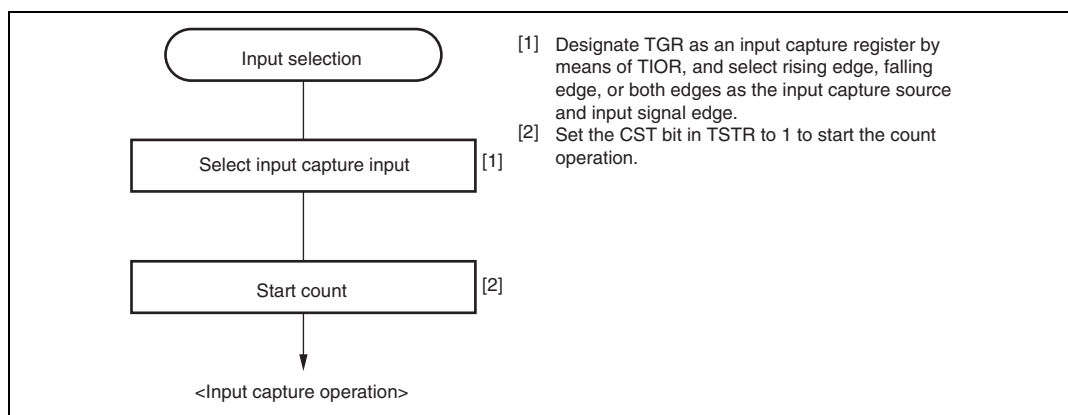 Input selection
Select input capture input
[1]
Start count
[2]
<Input capture operation>
[1] Designate TGR as an input capture register by
means of TIOR, and select rising edge, falling
edge, or both edges as the input capture source
and input signal edge.
[2] Set the CST bit in TSTR to 1 to start the count
operation.